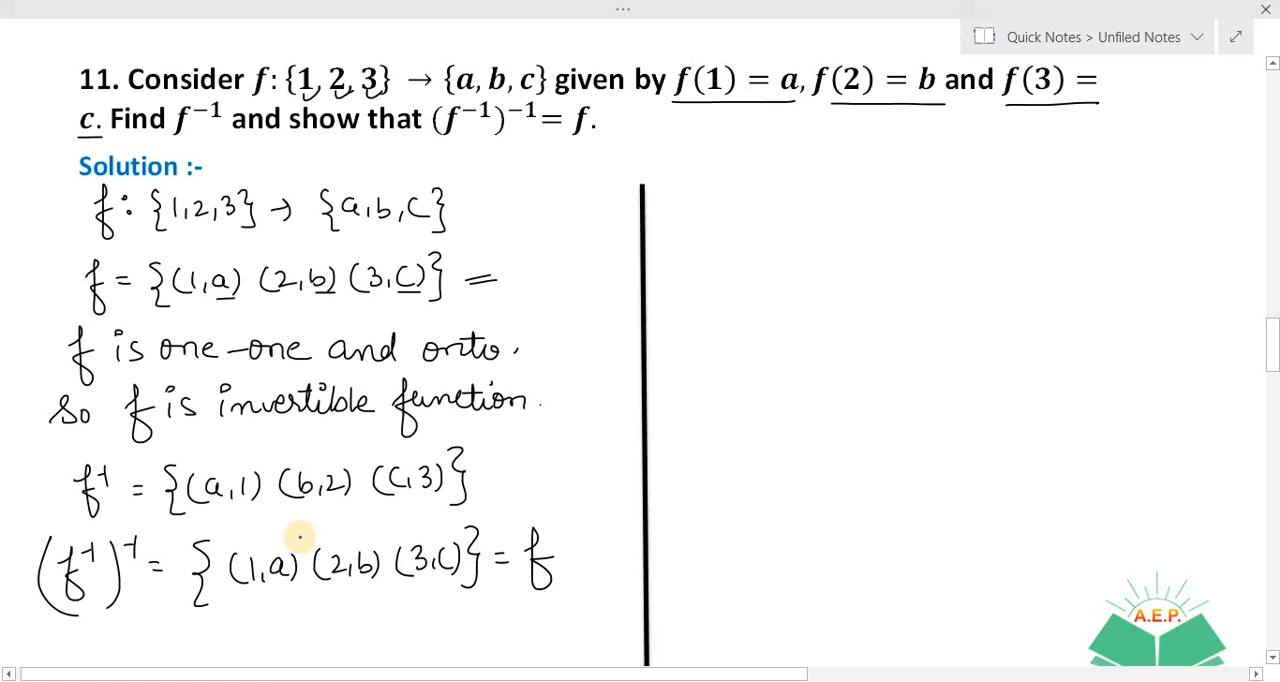 Quick Notes > Unfiled Notes
11. Consider f: {1, 2, 3} → {a, b, c} given by f(1) = a, f(2) = b and f(3) =
c. Find f⁻¹ and show that (f⁻¹)⁻¹= f.
Solution :-
f: {1,2,3} → {a,b,c}
f = {(1,a) (2,b) (3,c)} =
f is one-one and onto.
So f is invertible function.
f⁻¹ = {(a,1) (b,2) (c,3)}
(f⁻¹)⁻¹ = { (1,a) (2,b) (3,c)} = f
A.E.P.